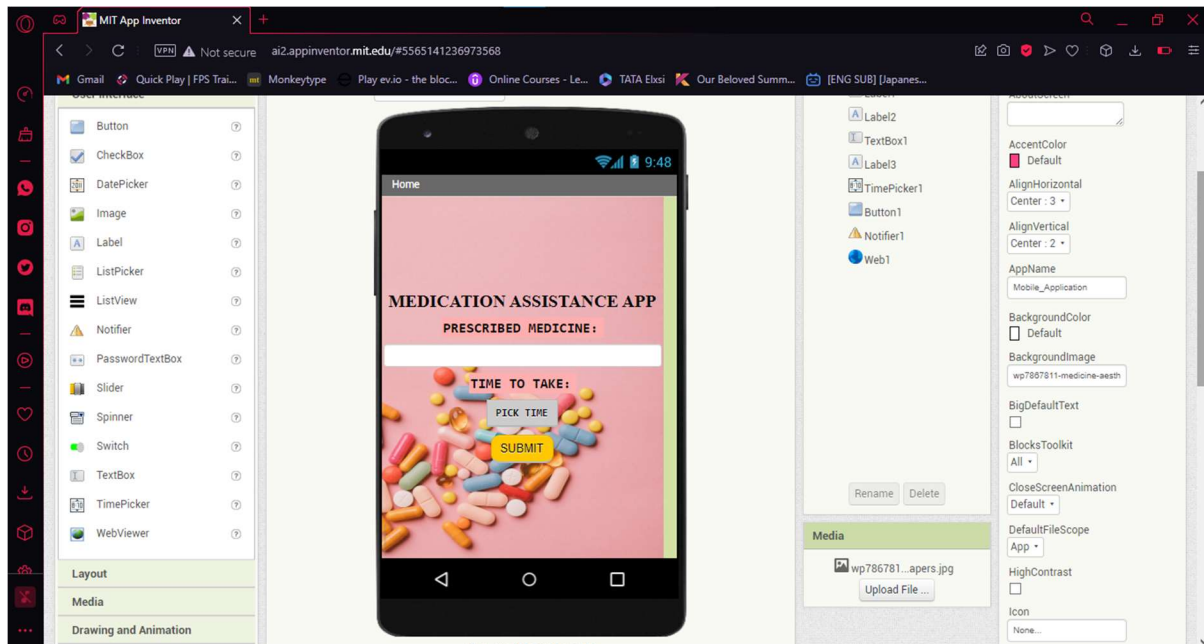 MIT App Inventor
VPN Not secure ai2.appinventor.mit.edu/#5565141236973568
Gmail Quick Play | FPS Trai... mt Monkeytype Play ev.io - the bloc... Online Courses - Le... TATA Elxsi Our Beloved Summ... [ENG SUB] [Japanes...
User Interface
Button
CheckBox
DatePicker
Image
Label
ListPicker
ListView
Notifier
PasswordTextBox
Slider
Spinner
Switch
TextBox
TimePicker
WebViewer
Layout
Media
Drawing and Animation
9:48
Home
MEDICATION ASSISTANCE APP
PRESCRIBED MEDICINE:
TIME TO TAKE:
PICK TIME
SUBMIT
Label2
TextBox1
Label3
TimePicker1
Button1
Notifier1
Web1
Rename Delete
Media
wp786781...apers.jpg
Upload File ...
AboutScreen
AccentColor
Default
AlignHorizontal
Center : 3
AlignVertical
Center : 2
AppName
Mobile_Application
BackgroundColor
Default
BackgroundImage
wp7867811-medicine-aesth
BigDefaultText
BlocksToolkit
All
CloseScreenAnimation
Default
DefaultFileScope
App
HighContrast
Icon
None...